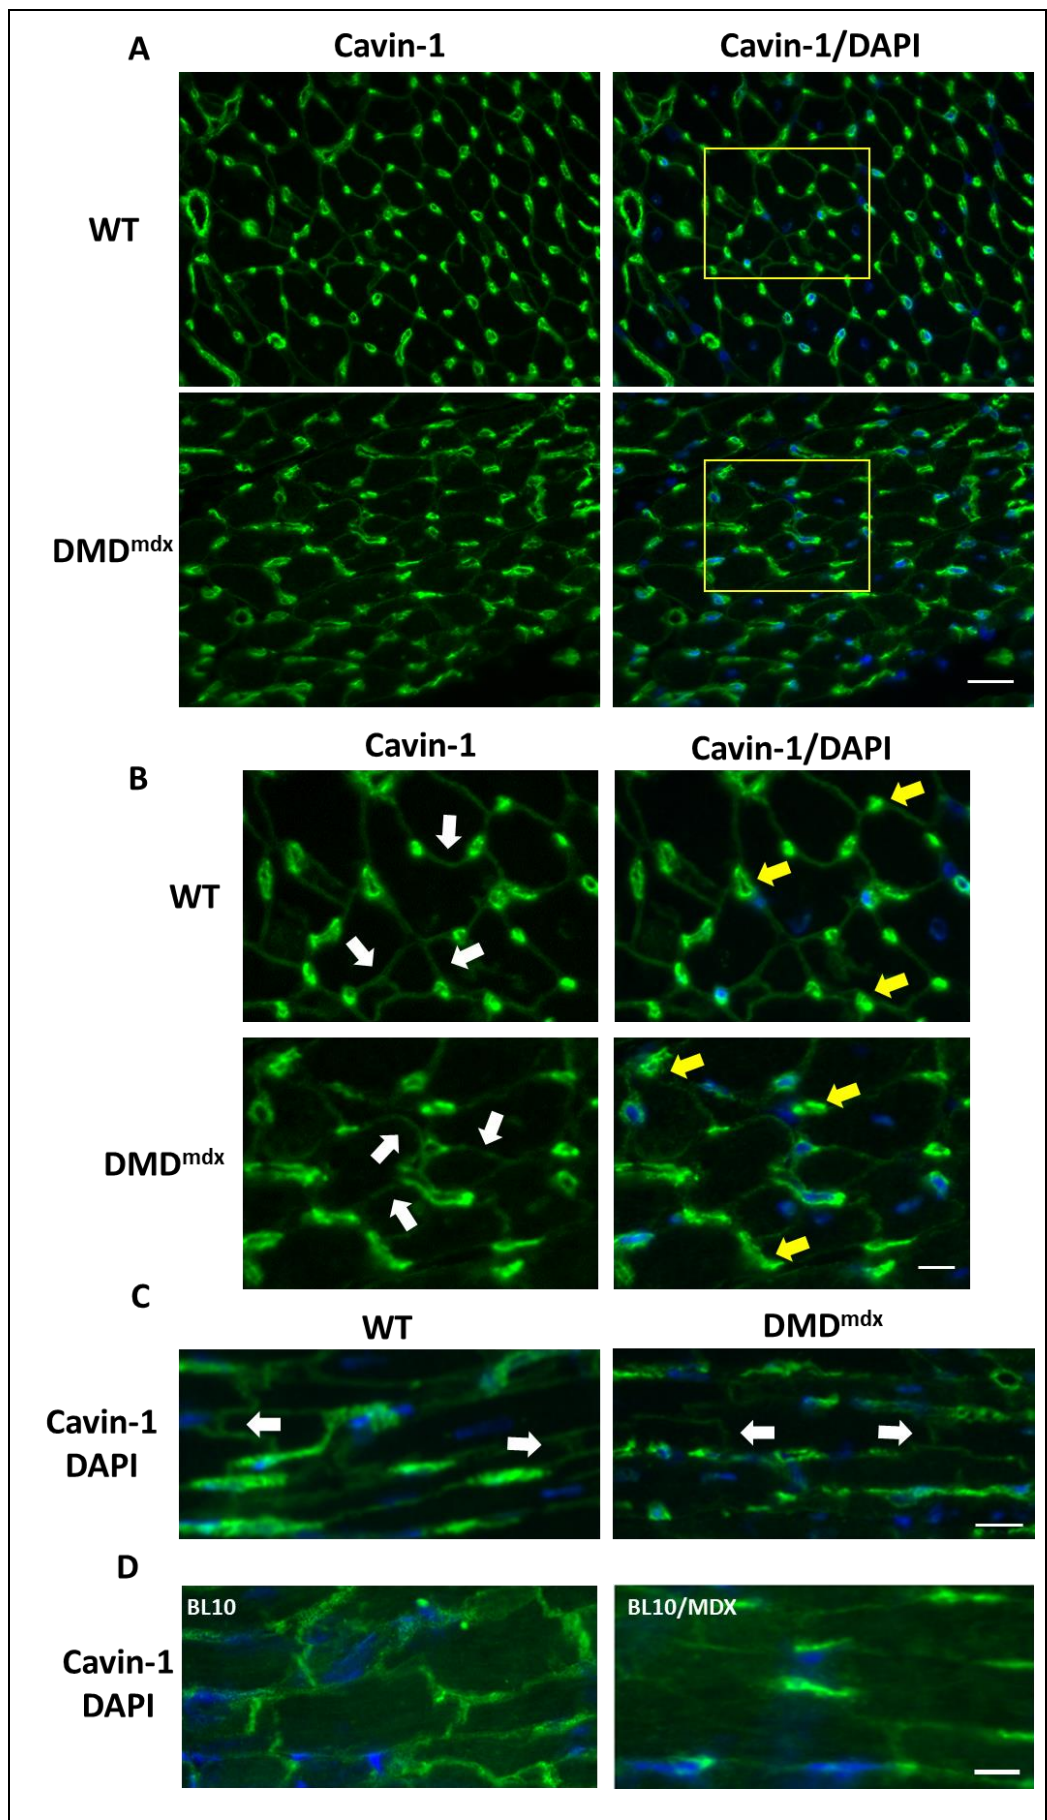 A
Cavin-1
Cavin-1/DAPI
WT
DMDmdx
Cavin-1
Cavin-1/DAPI
B
WT
DMDmdx
C
WT
DMDmdx
Cavin-1
DAPI
D
BL10
BL10/MDX
Cavin-1
DAPI